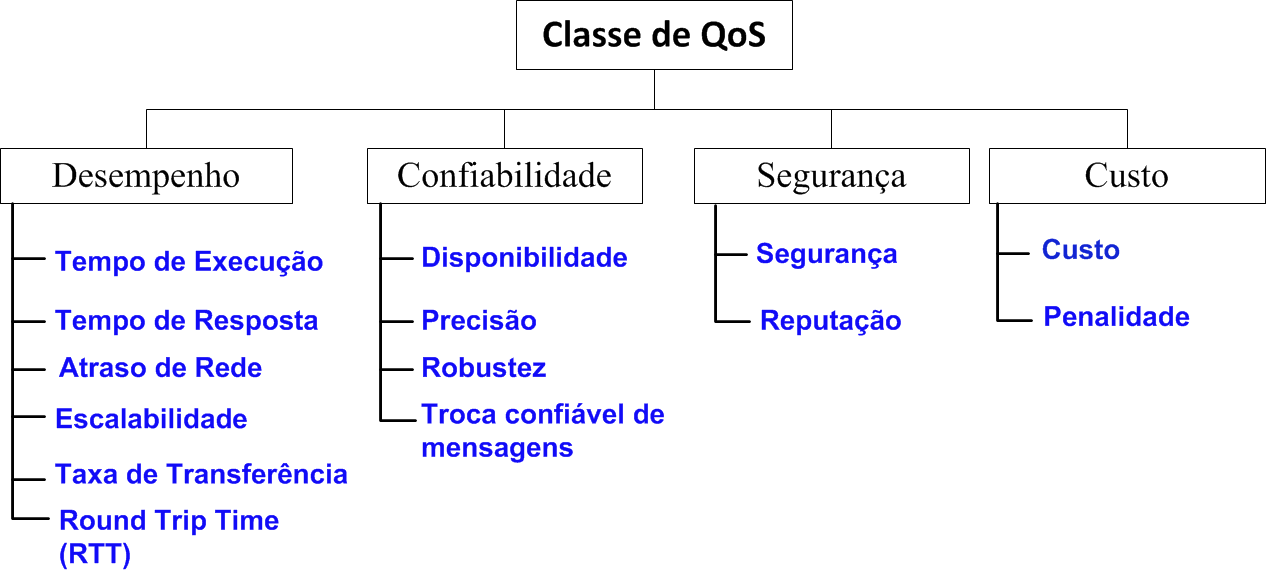 Classe de QoS
Desempenho
Tempo de Execução
Tempo de Resposta
Atraso de Rede
Escalabilidade
Taxa de Transferência
Round Trip Time
(RTT)
Confiabilidade
Disponibilidade
Precisão
Robustez
Troca confiável de
mensagens
Segurança
Segurança
Reputação
Custo
Custo
Penalidade